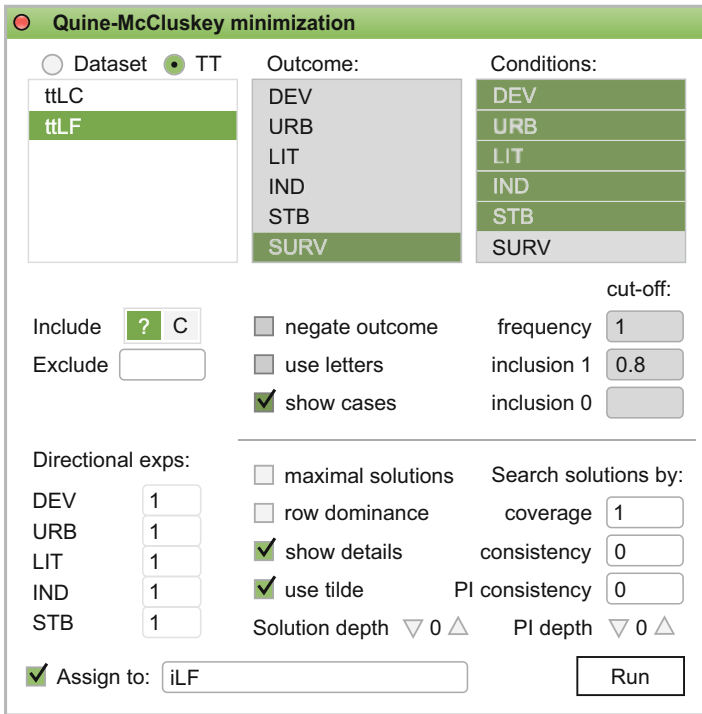 Quine-McCluskey minimization
Dataset TT Outcome: Conditions:
ttLC DEV DEV
ttLF URB URB
LIT LIT
IND IND
STB STB
SURV SURV
cut-off:
Include ? C negate outcome frequency 1
Exclude use letters inclusion 1 0.8
show cases inclusion 0
Directional exps: maximal solutions Search solutions by:
DEV 1 row dominance coverage 1
URB 1
LIT 1 show details consistency 0
IND 1 use tilde PI consistency 0
STB 1 Solution depth 0 PI depth 0
Assign to: iLF Run